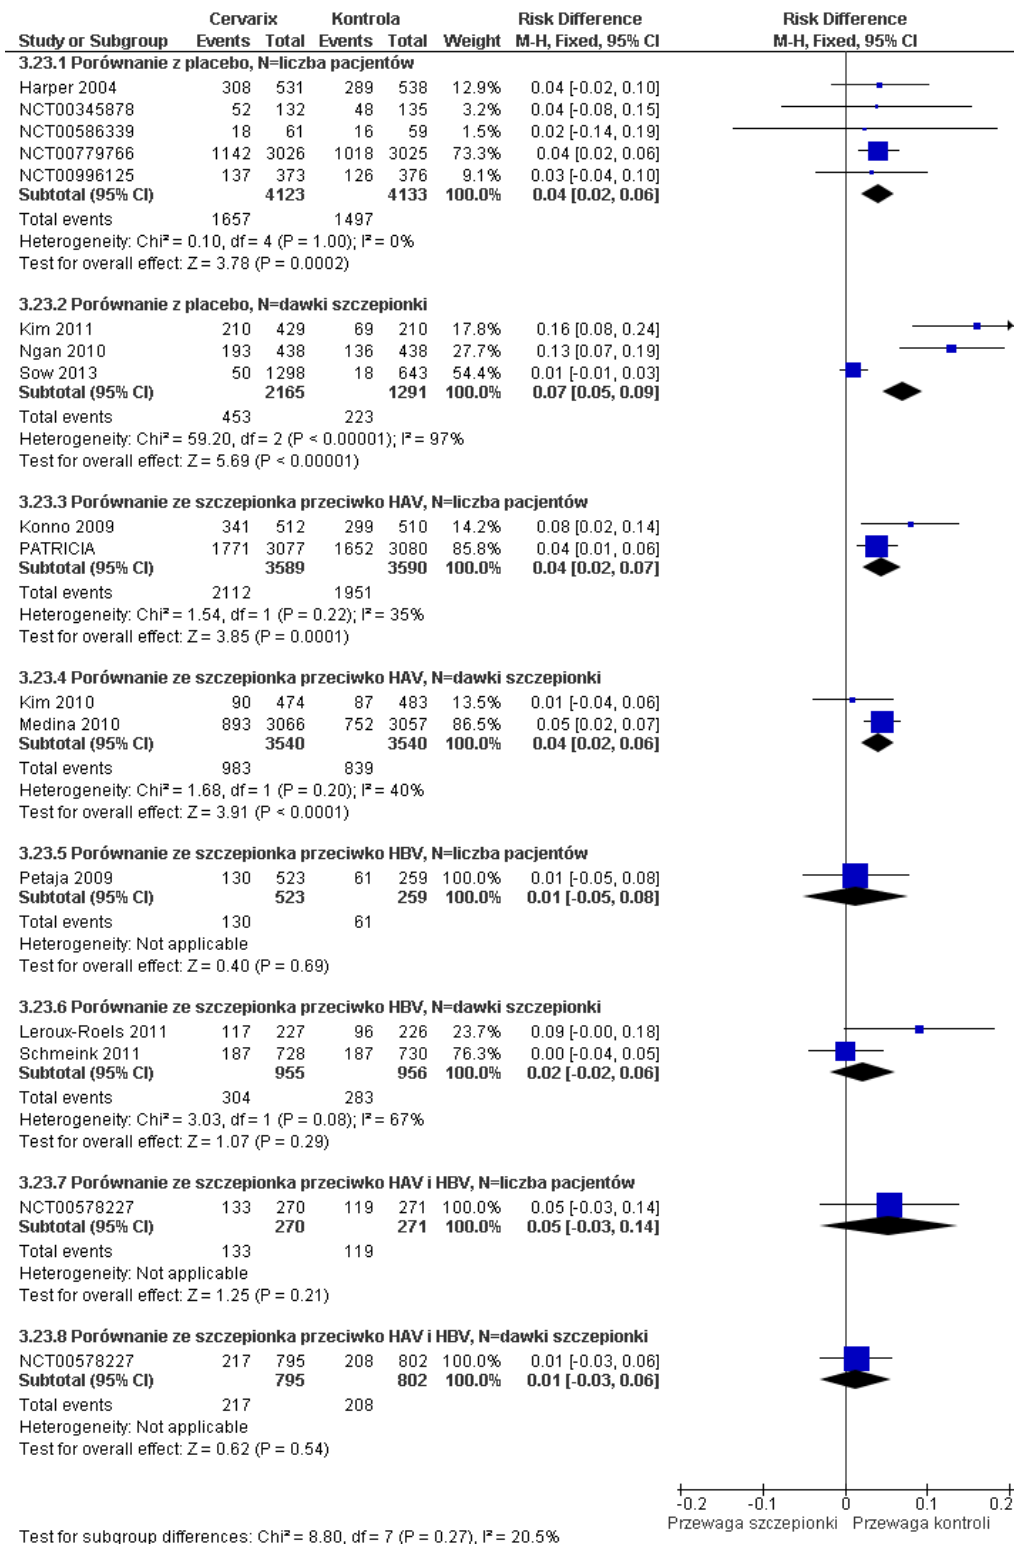 Cervarix Kontrola Risk Difference Risk Difference
Study or Subgroup Events Total Events Total Weight M-H, Fixed, 95% CI M-H, Fixed, 95% CI
3.23.1 Porównanie z placebo, N=liczba pacjentów
Harper 2004 308 531 289 538 12.9% 0.04 [-0.02, 0.10]
NCT00345878 52 132 48 135 3.2% 0.04 [-0.08, 0.15]
NCT00586339 18 61 16 59 1.5% 0.02 [-0.14, 0.19]
NCT00779766 1142 3026 1018 3025 73.3% 0.04 [0.02, 0.06]
NCT00996125 137 373 126 376 9.1% 0.03 [-0.04, 0.10]
Subtotal (95% CI) 4123 4133 100.0% 0.04 [0.02, 0.06]
Total events 1657 1497
Heterogeneity: Chi² = 0.10, df = 4 (P = 1.00); I² = 0%
Test for overall effect: Z = 3.78 (P = 0.0002)
3.23.2 Porównanie z placebo, N=dawki szczepionki
Kim 2011 210 429 69 210 17.8% 0.16 [0.08, 0.24]
Ngan 2010 193 438 136 438 27.7% 0.13 [0.07, 0.19]
Sow 2013 50 1298 18 643 54.4% 0.01 [-0.01, 0.03]
Subtotal (95% CI) 2165 1291 100.0% 0.07 [0.05, 0.09]
Total events 453 223
Heterogeneity: Chi² = 59.20, df = 2 (P < 0.00001); I² = 97%
Test for overall effect: Z = 5.69 (P < 0.00001)
3.23.3 Porównanie ze szczepionka przeciwko HAV, N=liczba pacjentów
Konno 2009 341 512 299 510 14.2% 0.08 [0.02, 0.14]
PATRICIA 1771 3077 1652 3080 85.8% 0.04 [0.01, 0.06]
Subtotal (95% CI) 3589 3590 100.0% 0.04 [0.02, 0.07]
Total events 2112 1951
Heterogeneity: Chi² = 1.54, df = 1 (P = 0.22); I² = 35%
Test for overall effect: Z = 3.85 (P = 0.0001)
3.23.4 Porównanie ze szczepionka przeciwko HAV, N=dawki szczepionki
Kim 2010 90 474 87 483 13.5% 0.01 [-0.04, 0.06]
Medina 2010 893 3066 752 3057 86.5% 0.05 [0.02, 0.07]
Subtotal (95% CI) 3540 3540 100.0% 0.04 [0.02, 0.06]
Total events 983 839
Heterogeneity: Chi² = 1.68, df = 1 (P = 0.20); I² = 40%
Test for overall effect: Z = 3.91 (P < 0.0001)
3.23.5 Porównanie ze szczepionka przeciwko HBV, N=liczba pacjentów
Petaja 2009 130 523 61 259 100.0% 0.01 [-0.05, 0.08]
Subtotal (95% CI) 523 259 100.0% 0.01 [-0.05, 0.08]
Total events 130 61
Heterogeneity: Not applicable
Test for overall effect: Z = 0.40 (P = 0.69)
3.23.6 Porównanie ze szczepionka przeciwko HBV, N=dawki szczepionki
Leroux-Roels 2011 117 227 96 226 23.7% 0.09 [-0.00, 0.18]
Schmeink 2011 187 728 187 730 76.3% 0.00 [-0.04, 0.05]
Subtotal (95% CI) 955 956 100.0% 0.02 [-0.02, 0.06]
Total events 304 283
Heterogeneity: Chi² = 3.03, df = 1 (P = 0.08); I² = 67%
Test for overall effect: Z = 1.07 (P = 0.29)
3.23.7 Porównanie ze szczepionka przeciwko HAV i HBV, N=liczba pacjentów
NCT00578227 133 270 119 271 100.0% 0.05 [-0.03, 0.14]
Subtotal (95% CI) 270 271 100.0% 0.05 [-0.03, 0.14]
Total events 133 119
Heterogeneity: Not applicable
Test for overall effect: Z = 1.25 (P = 0.21)
3.23.8 Porównanie ze szczepionka przeciwko HAV i HBV, N=dawki szczepionki
NCT00578227 217 795 208 802 100.0% 0.01 [-0.03, 0.06]
Subtotal (95% CI) 795 802 100.0% 0.01 [-0.03, 0.06]
Total events 217 208
Heterogeneity: Not applicable
Test for overall effect: Z = 0.62 (P = 0.54)
-0.2 -0.1 0 0.1 0.2
Przewaga szczepionki Przewaga kontroli
Test for subgroup differences: Chi² = 8.80, df = 7 (P = 0.27), I² = 20.5%